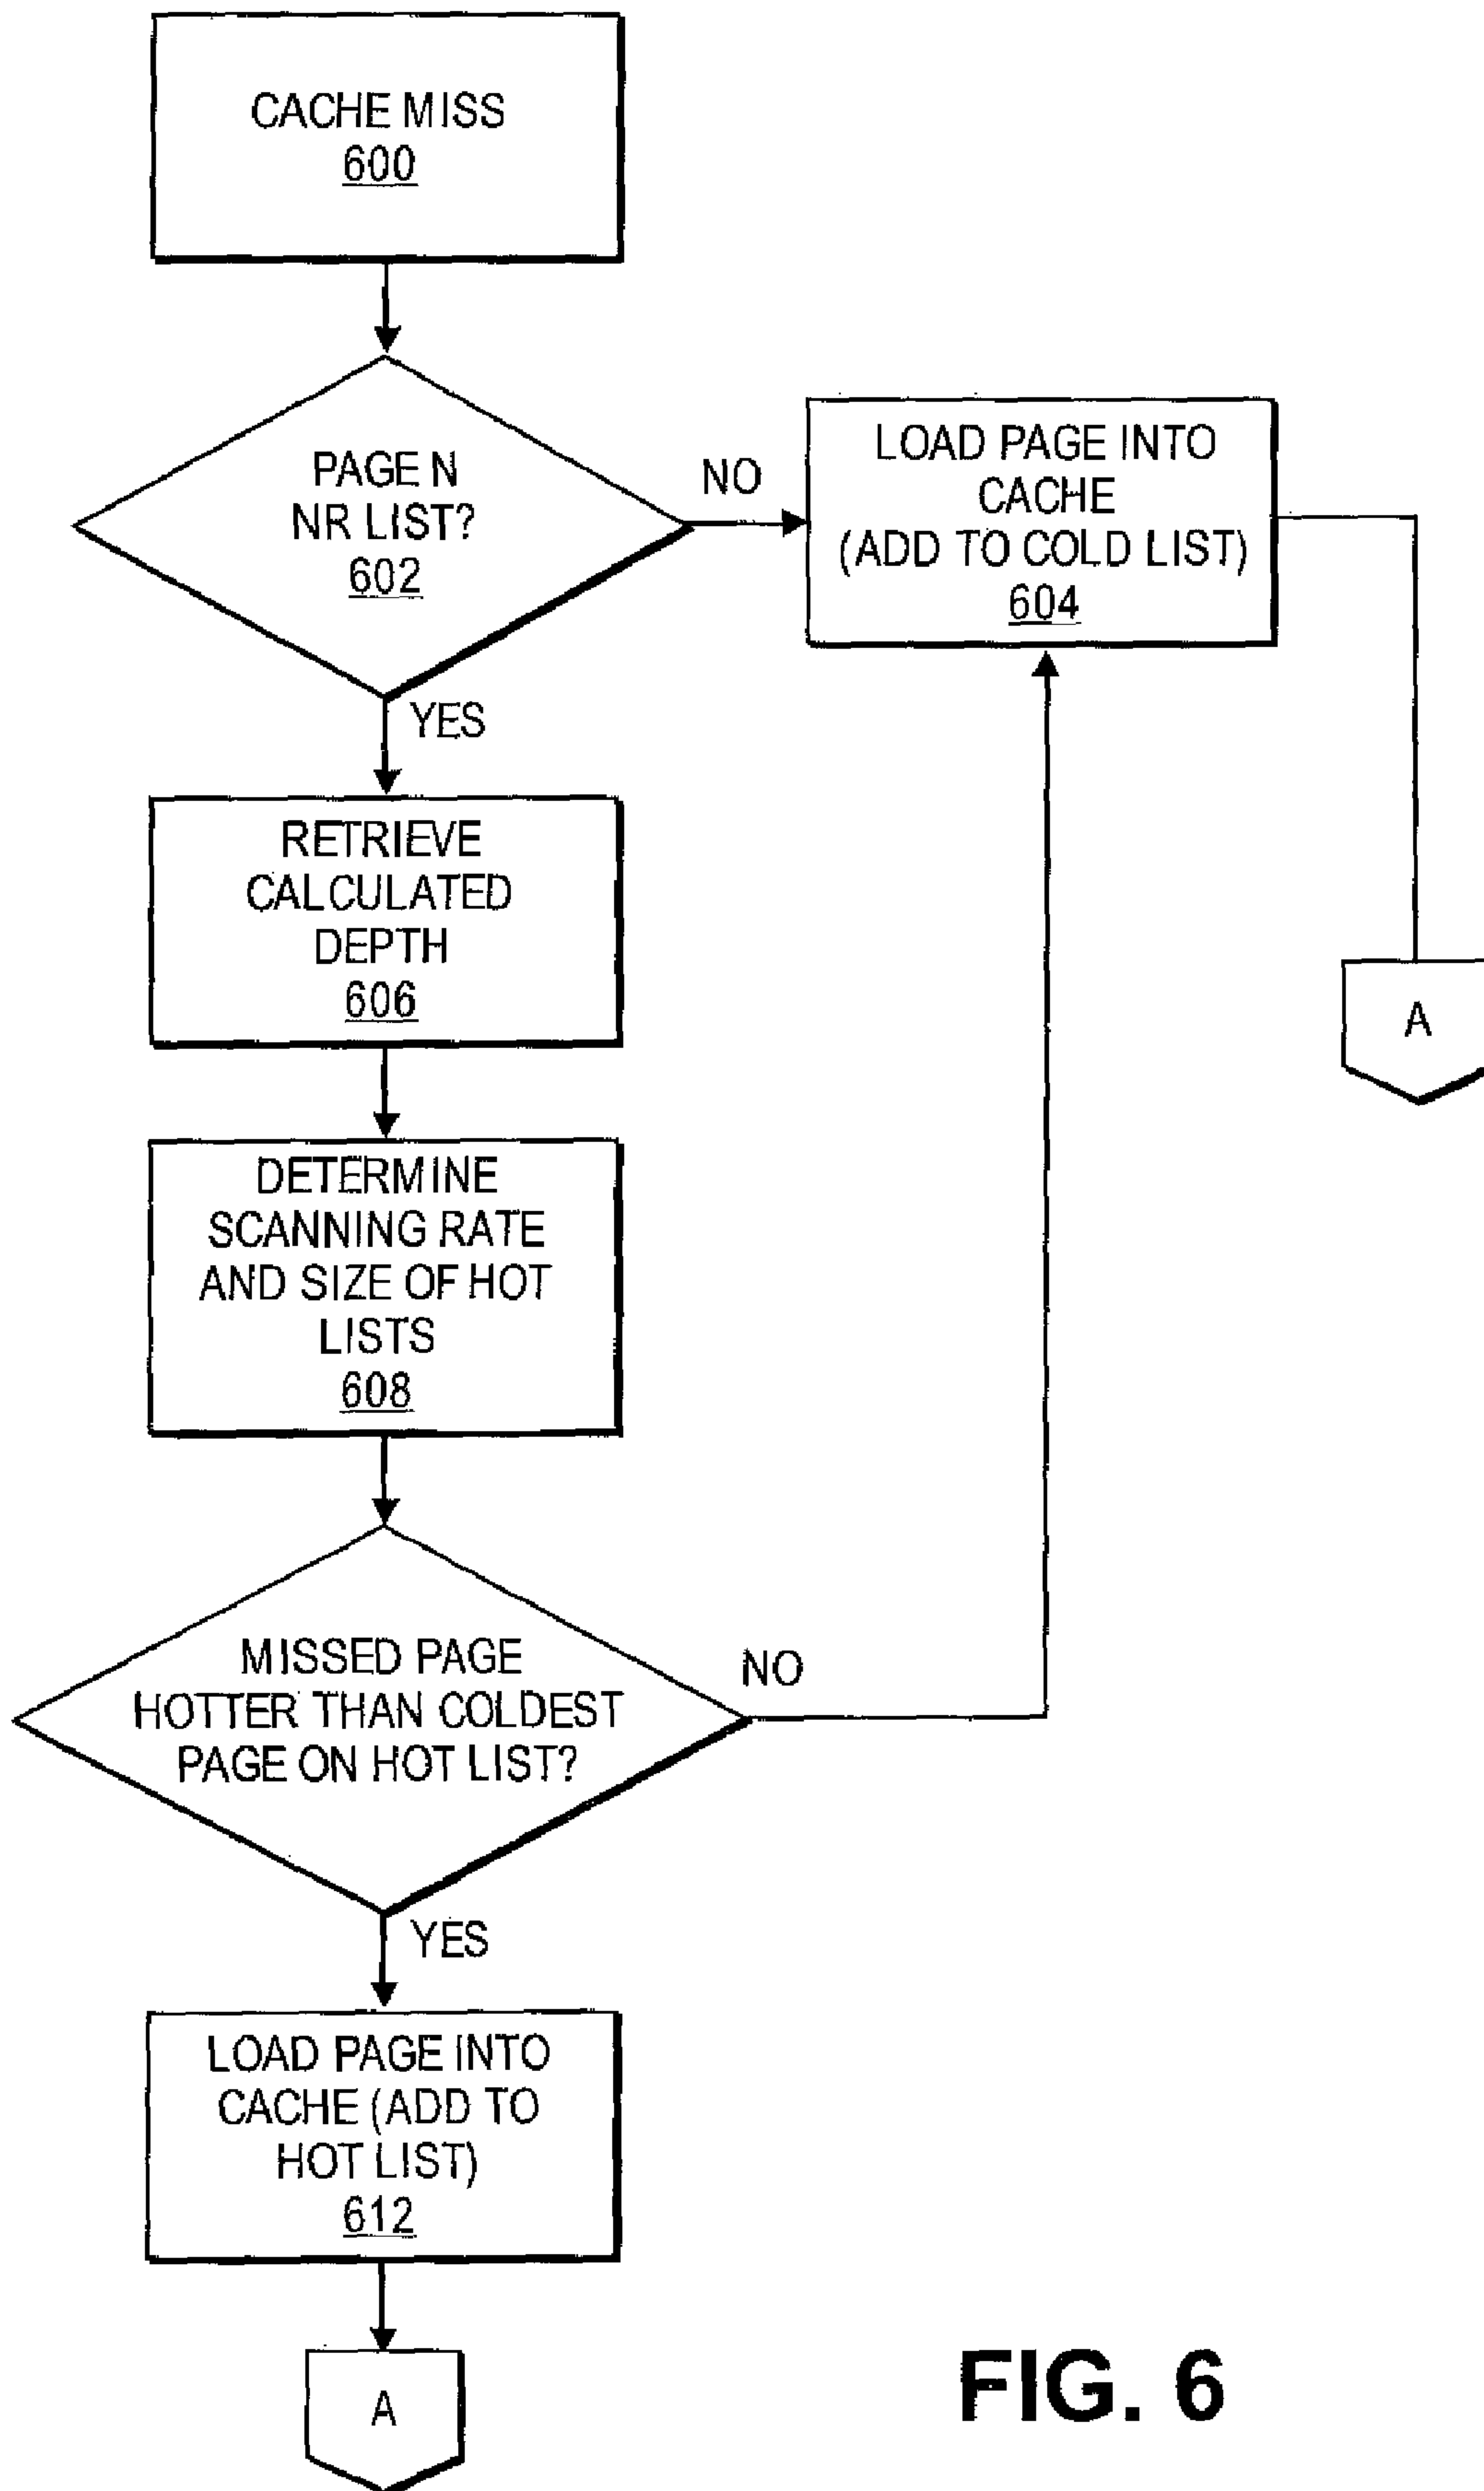 CACHE MISS
600
PAGE N
NR LIST?
602
NO
LOAD PAGE INTO
CACHE
(ADD TO COLD LIST)
604
YES
RETRIEVE
CALCULATED
DEPTH
606
A
DETERMINE
SCANNING RATE
AND SIZE OF HOT
LISTS
608
MISSED PAGE
HOTTER THAN COLDEST
PAGE ON HOT LIST?
NO
YES
LOAD PAGE INTO
CACHE (ADD TO
HOT LIST)
612
A
FIG. 6